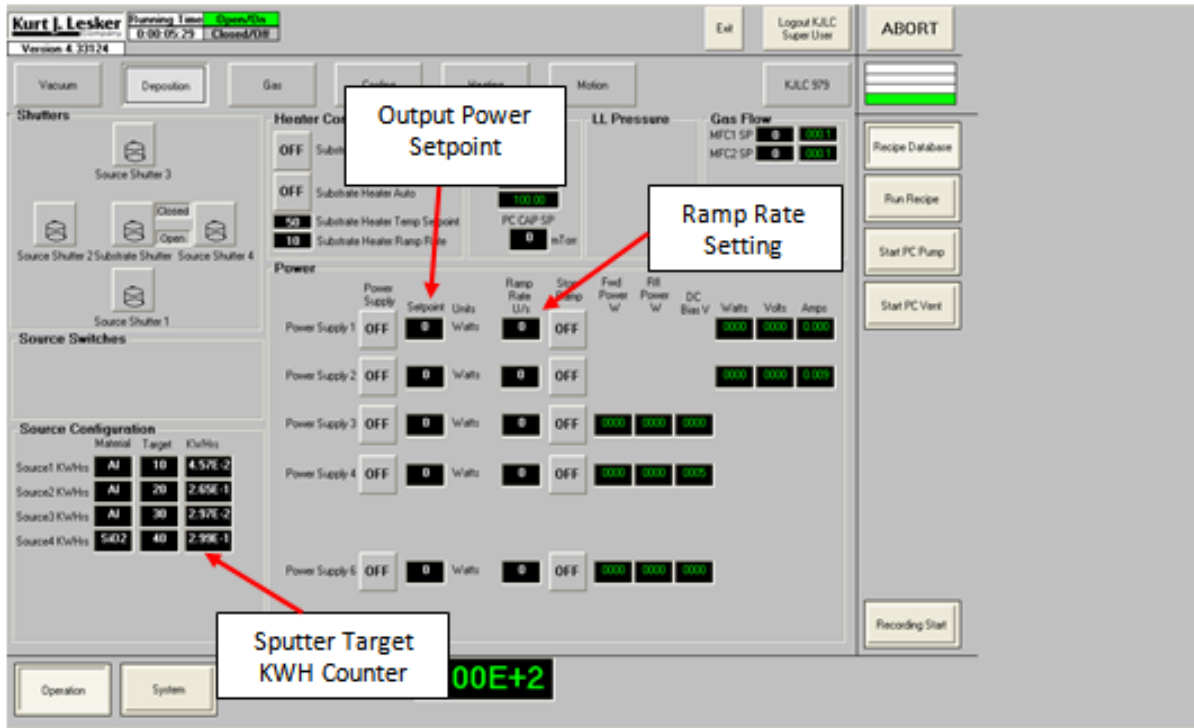 Kurt J. Lesker Company
Running Time Open/On
0:00:05:29 Closed/Off
Version 4.33124
Exit
Logout KJLC Super User
ABORT
Vacuum
Deposition
Gas
Motion
KJLC 979
Output Power
Setpoint
Shutters
Source Shutter 3
Closed
Open
Source Shutter 2 Substrate Shutter Source Shutter 4
Source Shutter 1
Source Switches
OFF
OFF Substrate Heater Auto
50 Substrate Heater Temp Setpoint
10 Substrate Heater Ramp Rate
100.00
PC CAP SP
0 mTorr
LL Pressure
Gas Flow
MFC1 SP 0 000.1
MFC2 SP 0 000.1
Ramp Rate
Setting
Recipe Database
Run Recipe
Start PC Pump
Start PC Vent
Power
Power Supply
Setpoint
Units
Ramp Rate U/s
Fwd Power W
Rfl Power W
DC Bias V
Watts
Volts
Amps
Power Supply 1 OFF 0 Watts 0 OFF 0000 0000 0.000
Power Supply 2 OFF 0 Watts 0 OFF 0000 0000 0.009
Power Supply 3 OFF 0 Watts 0 OFF 0000 0000 0000
Power Supply 4 OFF 0 Watts 0 OFF 0000 0000 0005
Power Supply 6 OFF 0 Watts 0 OFF 0000 0000 0000
Source Configuration
Material Target KWHrs
Source1 KWHrs Al 10 4.57E-2
Source2 KWHrs Al 20 2.65E-1
Source3 KWHrs Al 30 2.97E-2
Source4 KWHrs SiO2 40 2.99E-1
Sputter Target
KWH Counter
Recording Start
Operation
System
00E+2